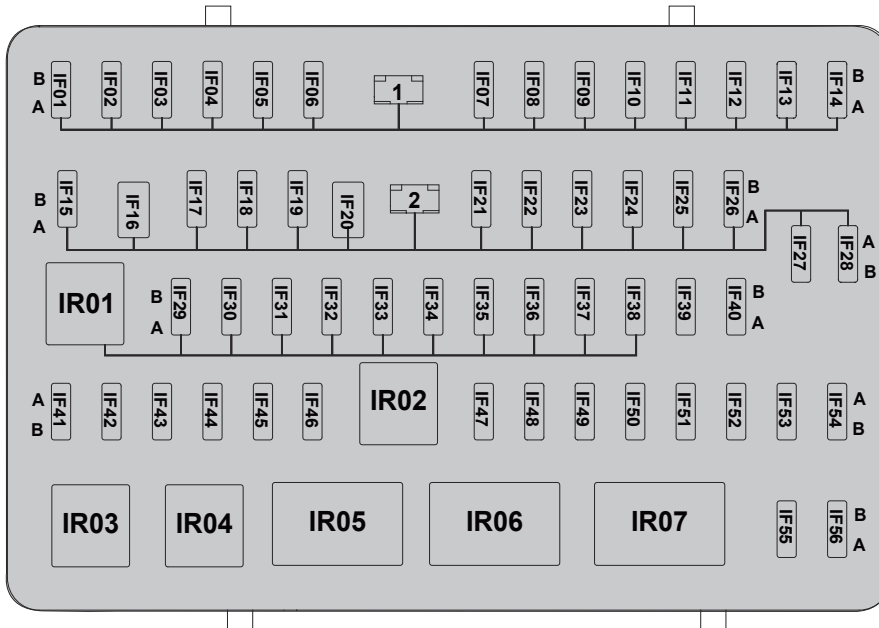 B IF01 IF02 IF03 IF04 IF05 IF06 1 IF07 IF08 IF09 IF10 IF11 IF12 IF13 IF14 B
A A
B IF15 IF16 IF17 IF18 IF19 IF20 2 IF21 IF22 IF23 IF24 IF25 IF26 B
A A
IF27 IF28 A
B
IR01 B IF29 IF30 IF31 IF32 IF33 IF34 IF35 IF36 IF37 IF38 IF39 IF40 B
A A
A IF41 IF42 IF43 IF44 IF45 IF46 IR02 IF47 IF48 IF49 IF50 IF51 IF52 IF53 IF54 A
B B
IR03 IR04 IR05 IR06 IR07 IF55 IF56 B
A